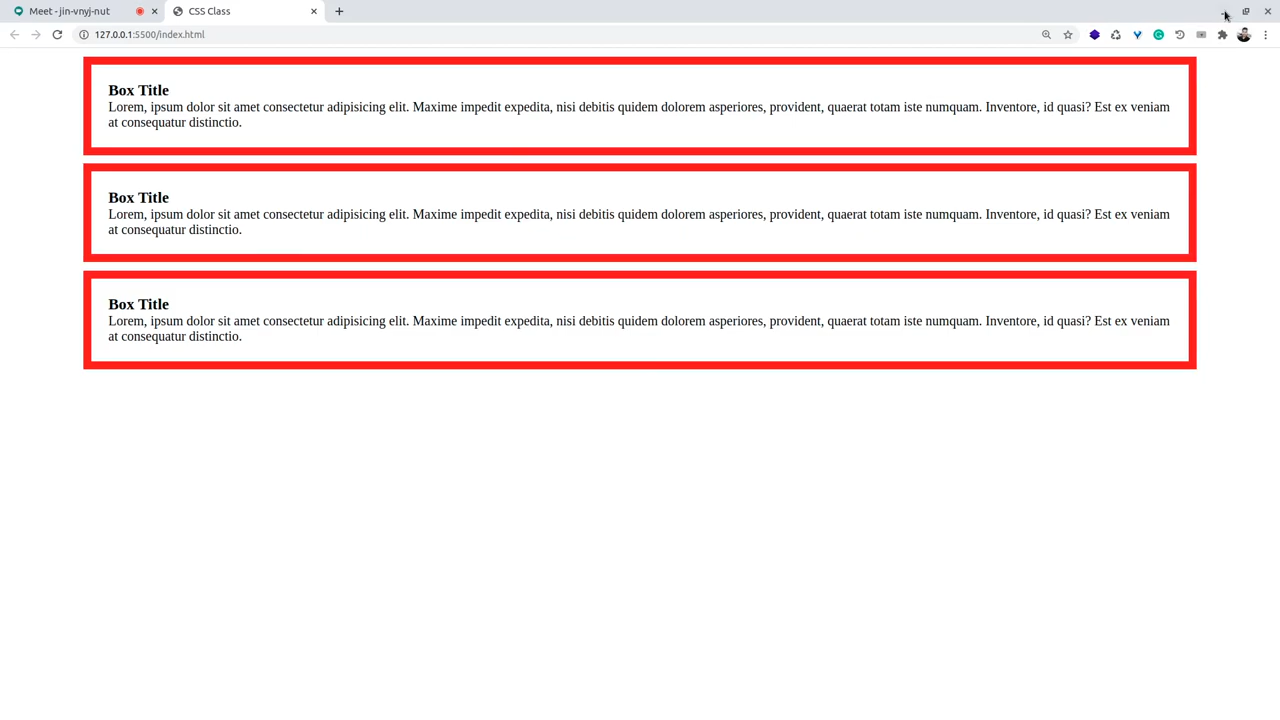 Meet - jin-vnyj-nut
CSS Class
127.0.0.1:5500/index.html
Box Title
Lorem, ipsum dolor sit amet consectetur adipisicing elit. Maxime impedit expedita, nisi debitis quidem dolorem asperiores, provident, quaerat totam iste numquam. Inventore, id quasi? Est ex veniam
at consequatur distinctio.
Box Title
Lorem, ipsum dolor sit amet consectetur adipisicing elit. Maxime impedit expedita, nisi debitis quidem dolorem asperiores, provident, quaerat totam iste numquam. Inventore, id quasi? Est ex veniam
at consequatur distinctio.
Box Title
Lorem, ipsum dolor sit amet consectetur adipisicing elit. Maxime impedit expedita, nisi debitis quidem dolorem asperiores, provident, quaerat totam iste numquam. Inventore, id quasi? Est ex veniam
at consequatur distinctio.